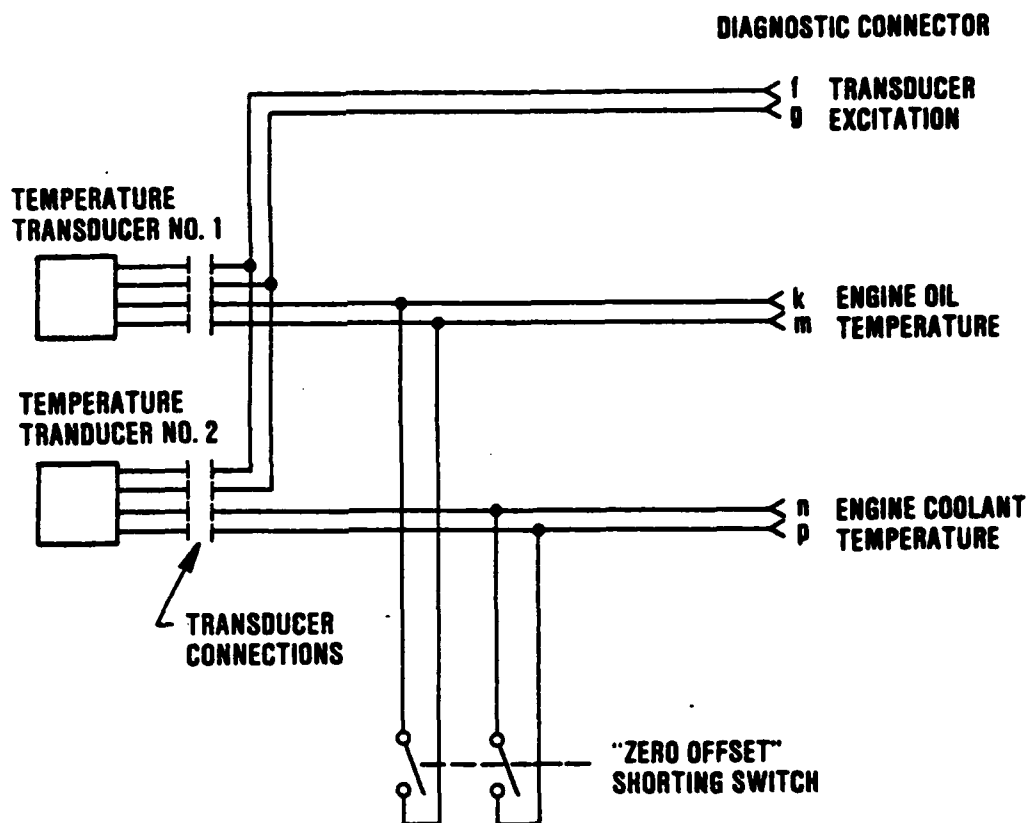 DIAGNOSTIC CONNECTOR
f TRANSDUCER
g EXCITATION
TEMPERATURE
TRANSDUCER NO. 1
k ENGINE OIL
m TEMPERATURE
TEMPERATURE
TRANDUCER NO. 2
n ENGINE COOLANT
p TEMPERATURE
TRANSDUCER
CONNECTIONS
"ZERO OFFSET"
SHORTING SWITCH